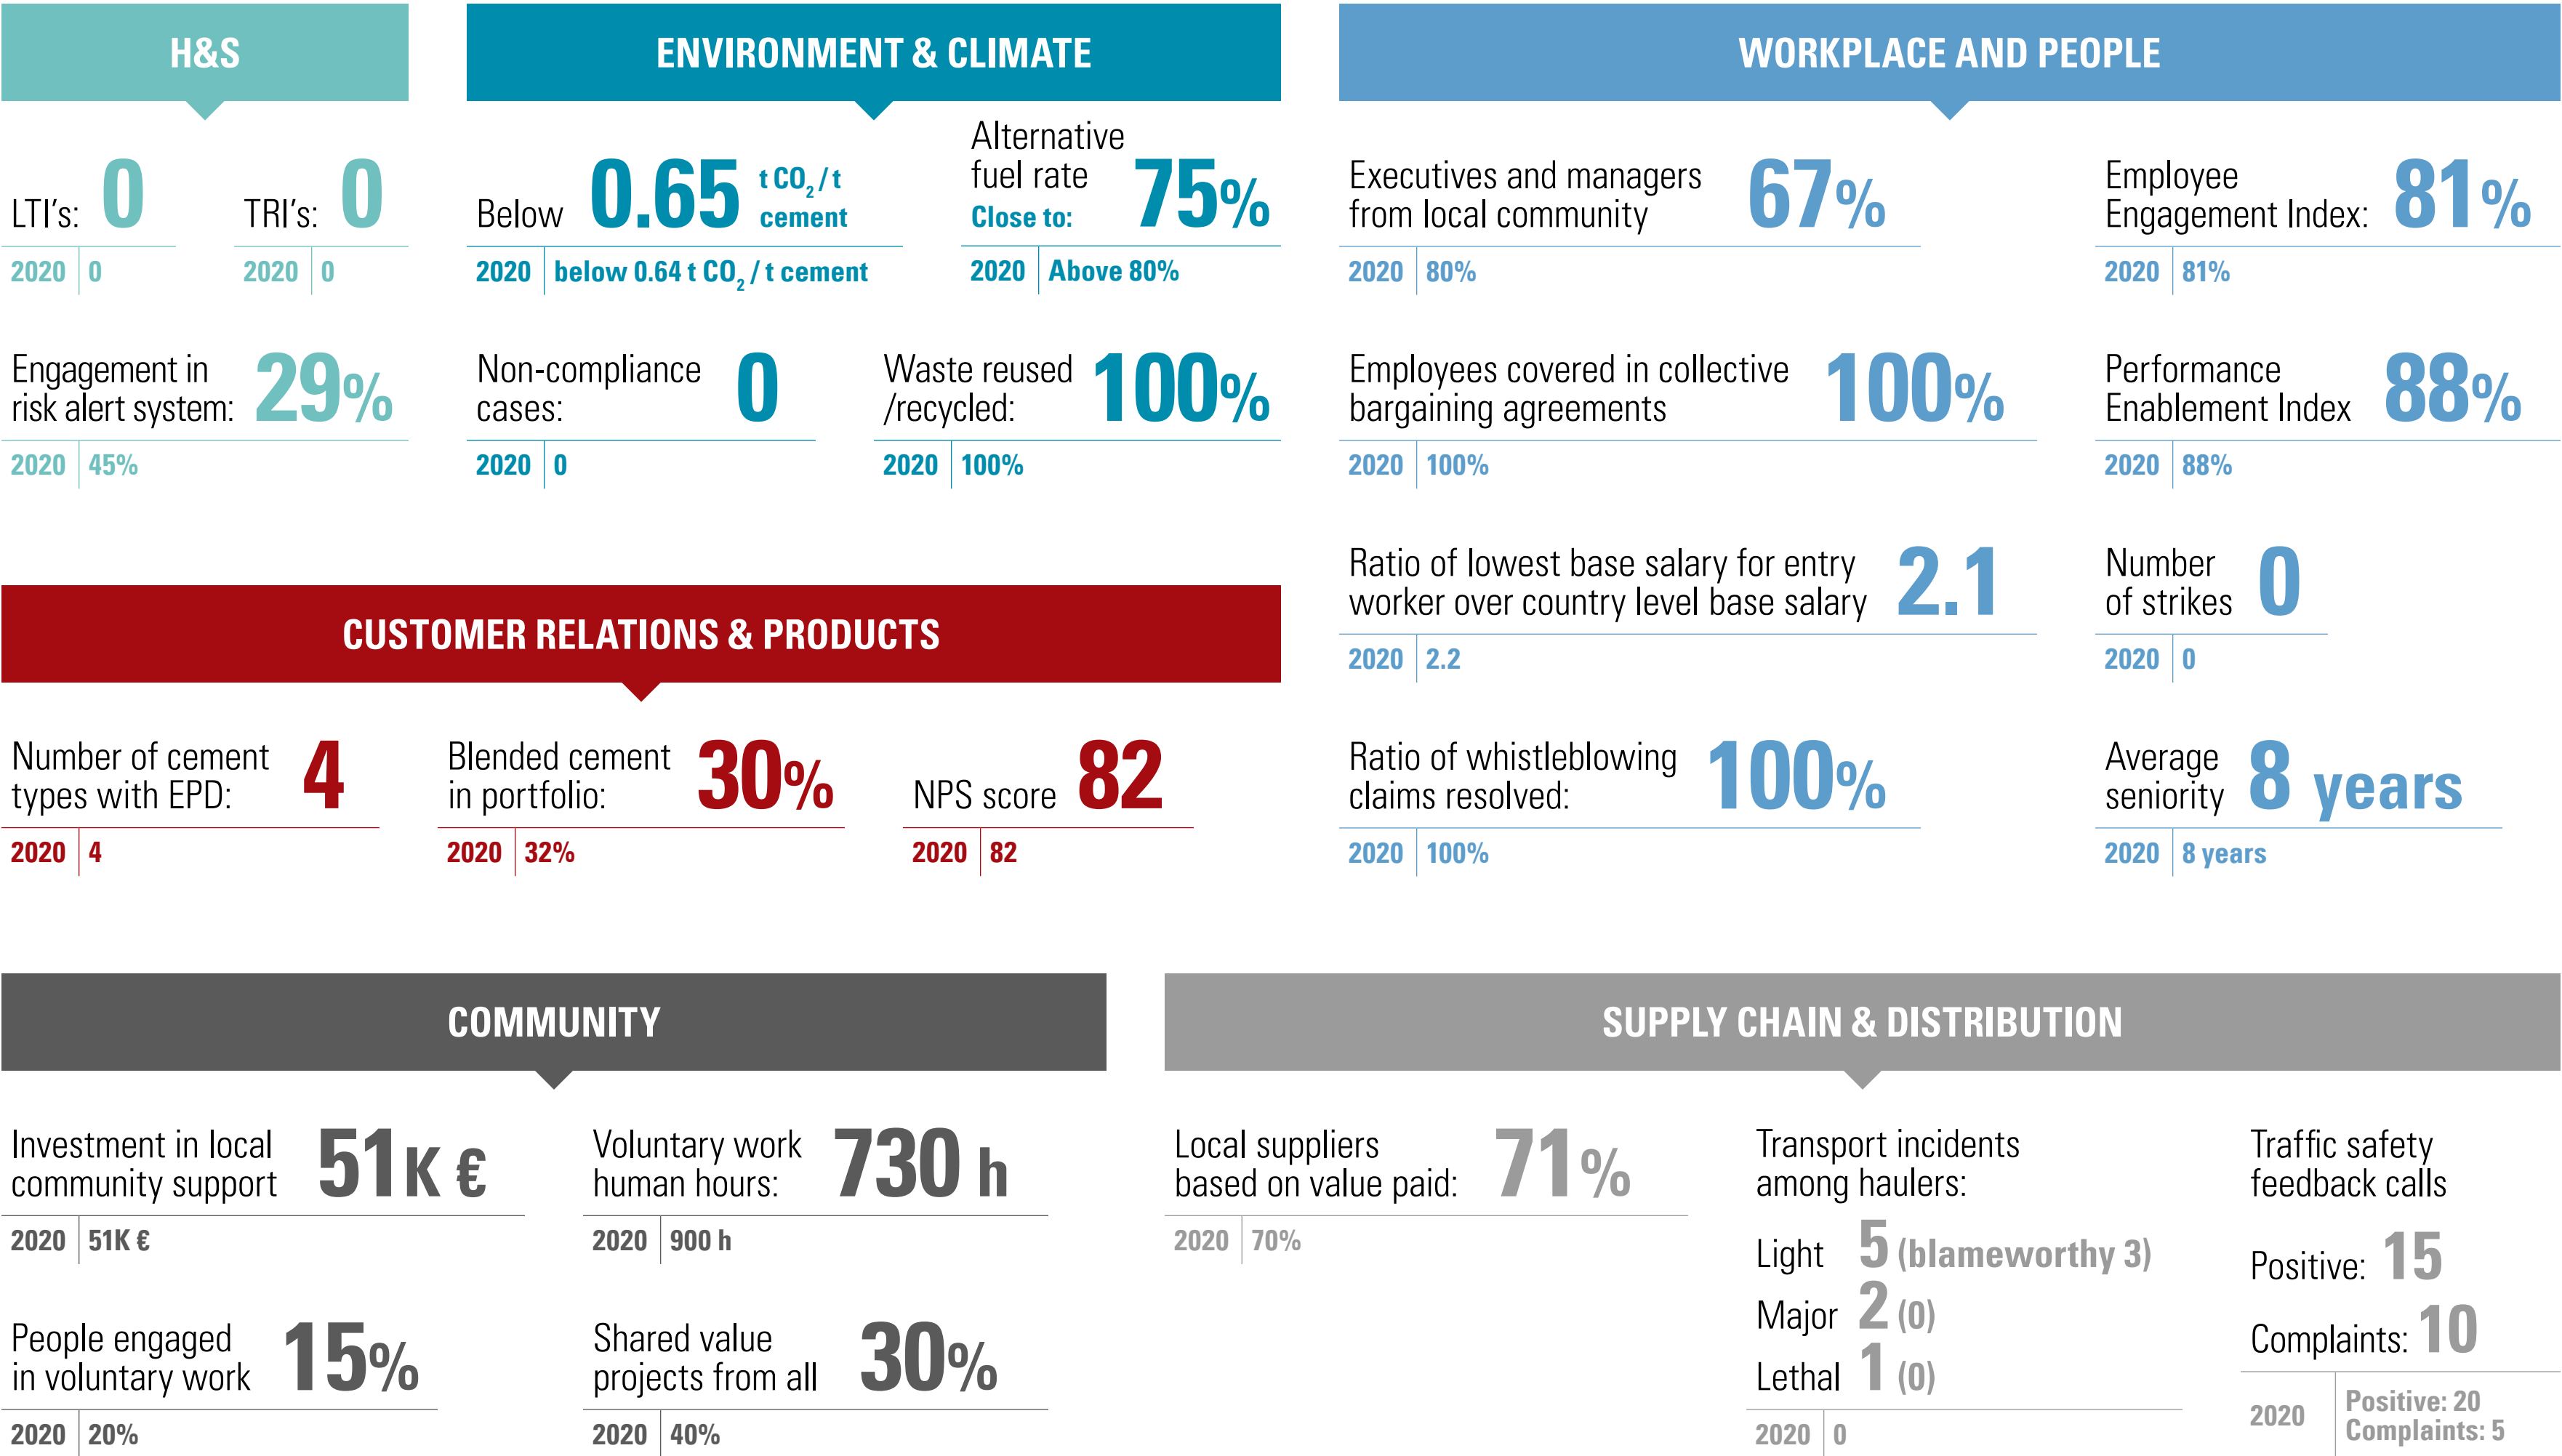 H&S
LTI's: 0
2020 0
TRI's: 0
2020 0
Engagement in
risk alert system: 29%
2020 45%
ENVIRONMENT & CLIMATE
Below 0.65 t CO₂ / t
cement
2020 below 0.64 t CO₂ / t cement
Alternative
fuel rate
Close to: 75%
2020 Above 80%
Non-compliance
cases: 0
2020 0
Waste reused
/recycled: 100%
2020 100%
WORKPLACE AND PEOPLE
Executives and managers
from local community 67%
2020 80%
Employee
Engagement Index: 81%
2020 81%
Employees covered in collective
bargaining agreements 100%
2020 100%
Performance
Enablement Index 88%
2020 88%
Ratio of lowest base salary for entry
worker over country level base salary 2.1
2020 2.2
Number
of strikes 0
2020 0
Ratio of whistleblowing
claims resolved: 100%
2020 100%
Average
seniority 8 years
2020 8 years
CUSTOMER RELATIONS & PRODUCTS
Number of cement
types with EPD: 4
2020 4
Blended cement
in portfolio: 30%
2020 32%
NPS score 82
2020 82
COMMUNITY
Investment in local
community support 51K €
2020 51K €
Voluntary work
human hours: 730 h
2020 900 h
People engaged
in voluntary work 15%
2020 20%
Shared value
projects from all 30%
2020 40%
SUPPLY CHAIN & DISTRIBUTION
Local suppliers
based on value paid: 71%
2020 70%
Transport incidents
among haulers:
Light 5 (blameworthy 3)
Major 2 (0)
Lethal 1 (0)
2020 0
Traffic safety
feedback calls
Positive: 15
Complaints: 10
2020 Positive: 20
Complaints: 5